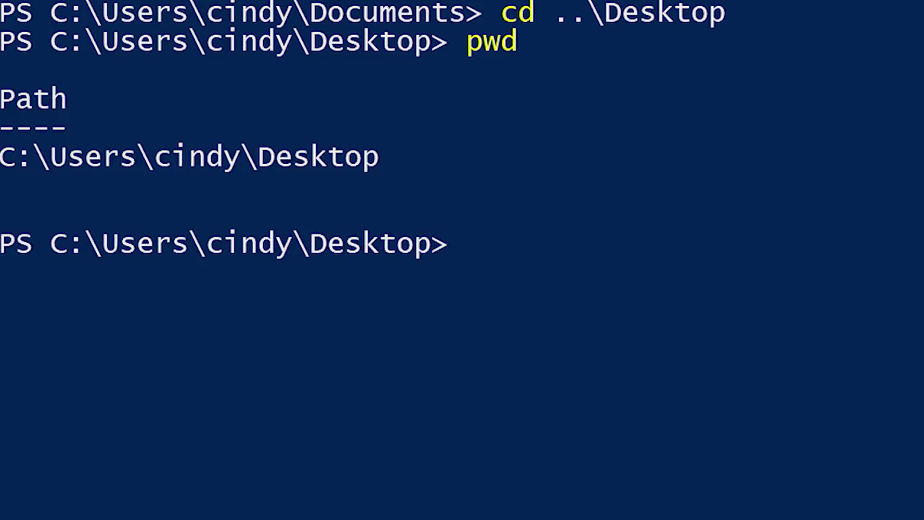 PS C:\Users\cindy\Documents> cd ..\Desktop
PS C:\Users\cindy\Desktop> pwd
Path
----
C:\Users\cindy\Desktop
PS C:\Users\cindy\Desktop>